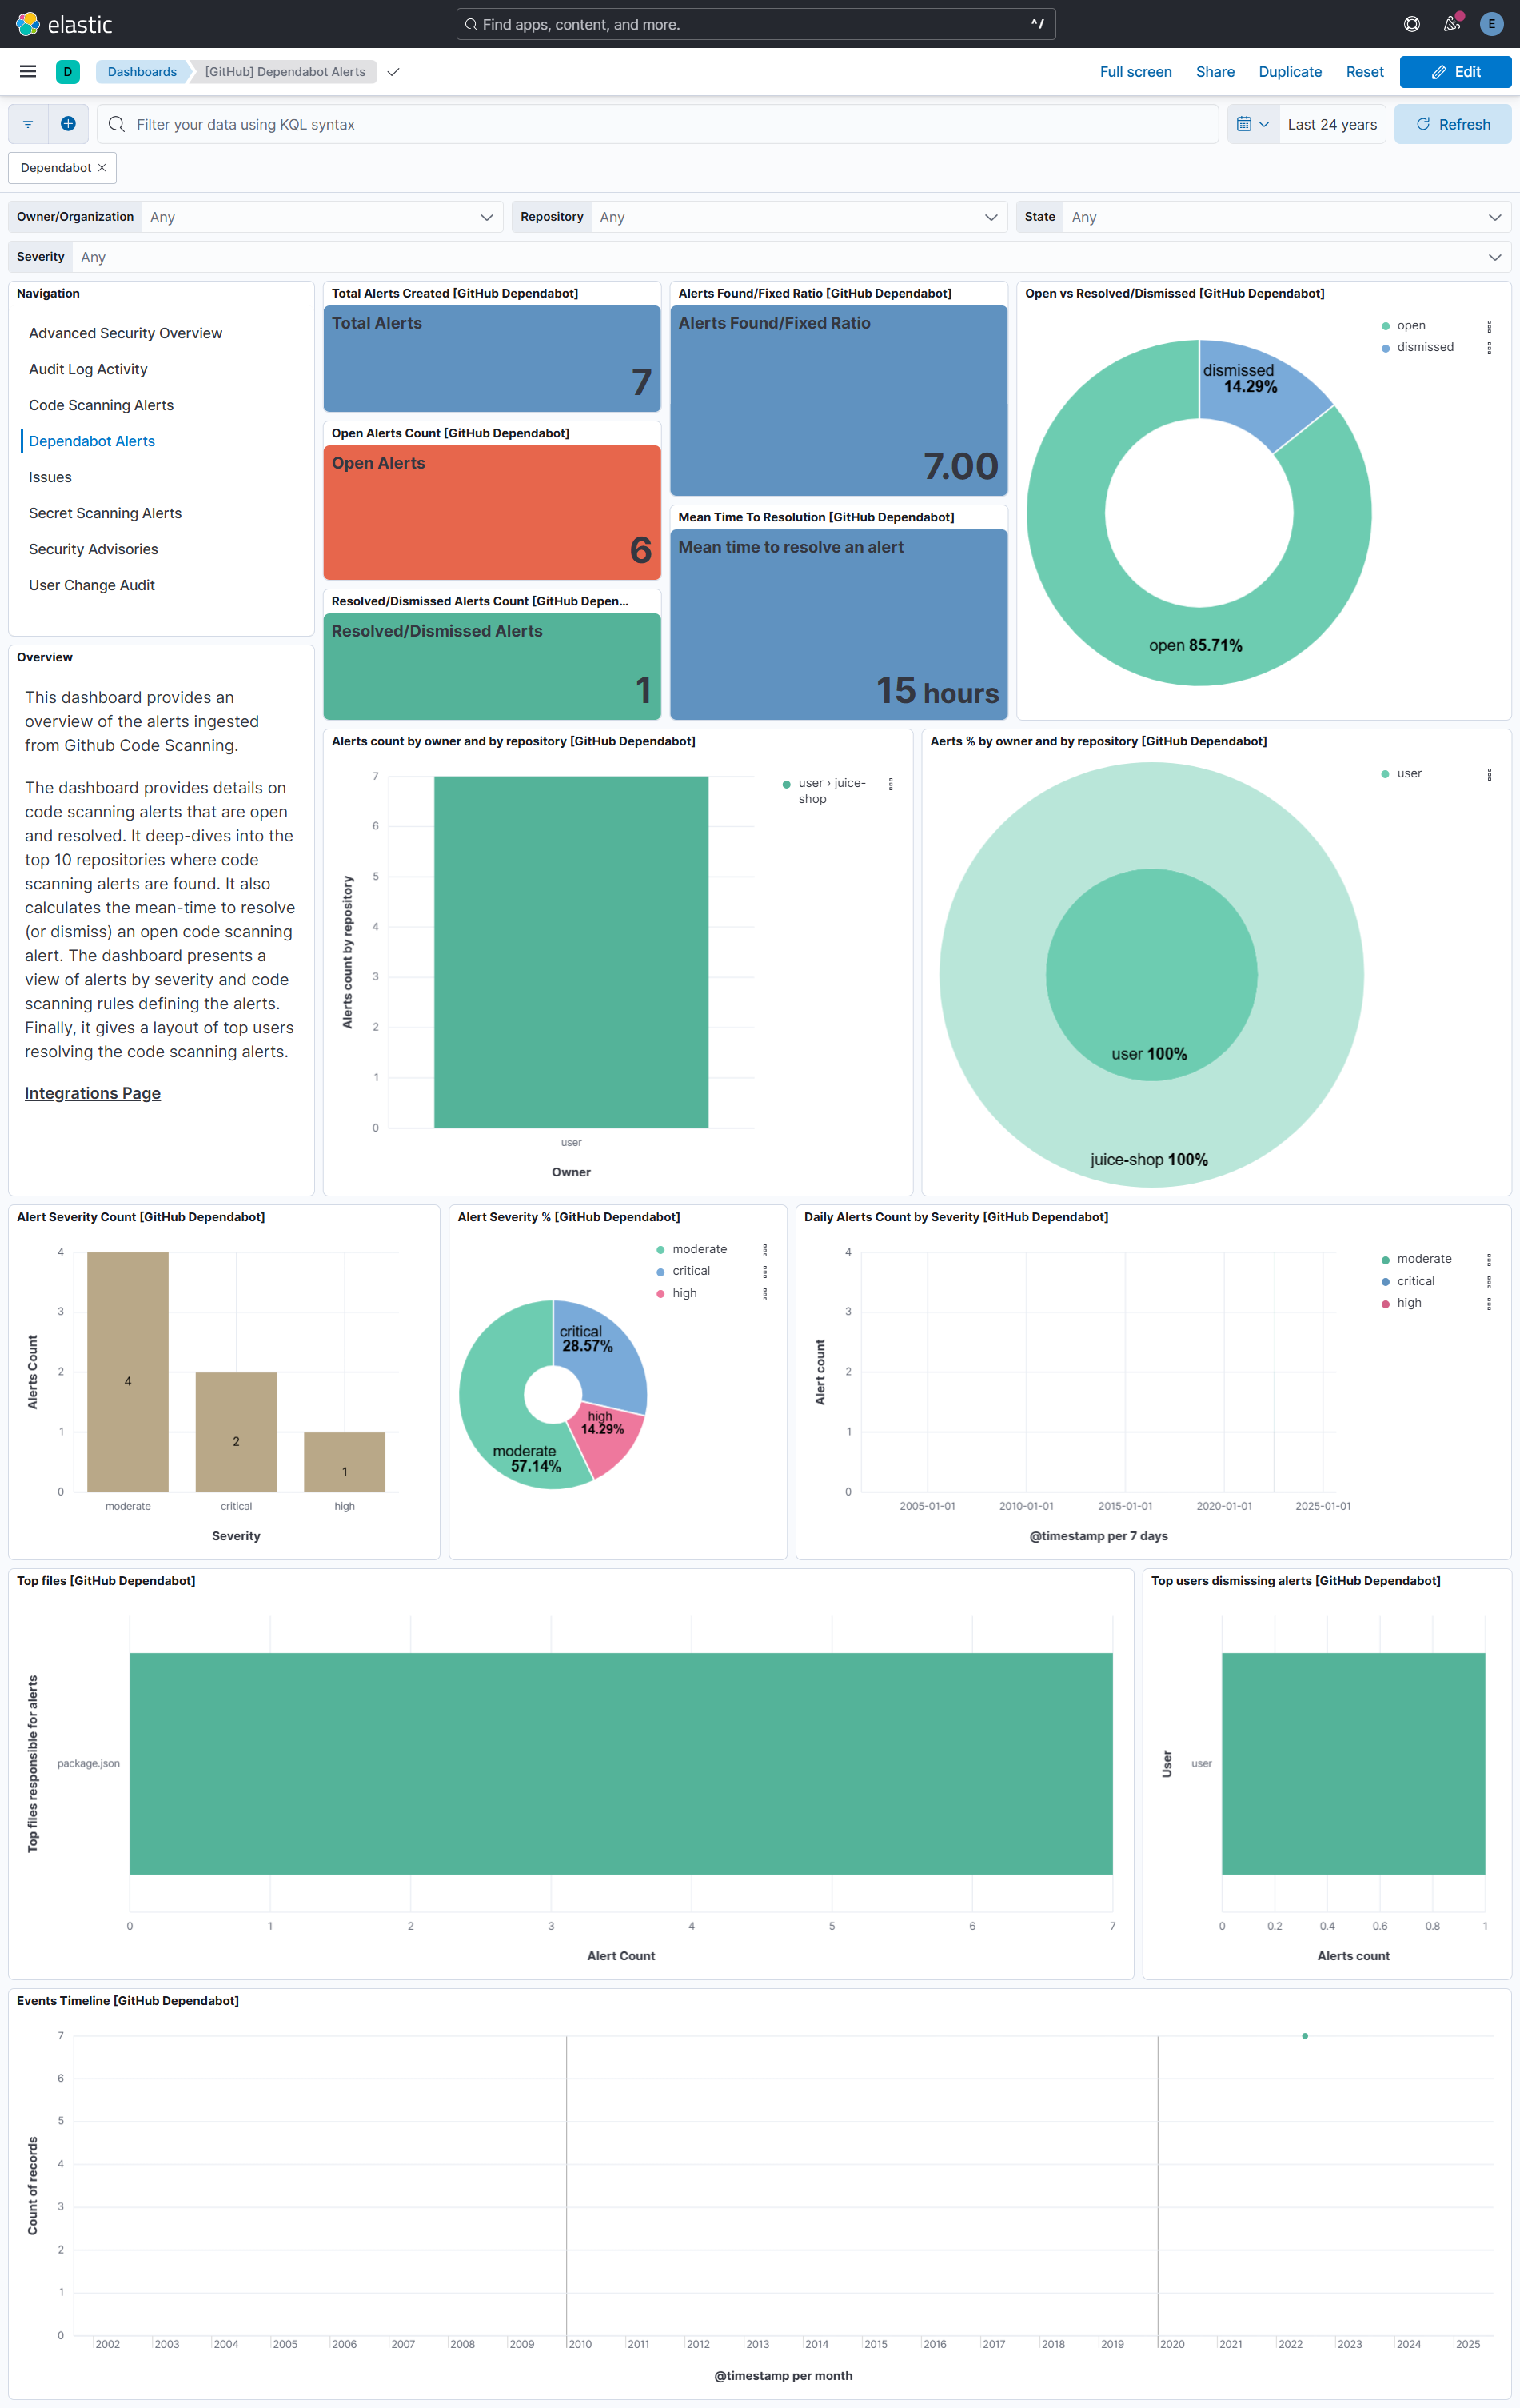 elastic
Find apps, content, and more.
^/
E
D
Dashboards
[GitHub] Dependabot Alerts
Full screen
Share
Duplicate
Reset
Edit
Filter your data using KQL syntax
Last 24 years
Refresh
Dependabot
Owner/Organization
Any
Repository
Any
State
Any
Severity
Any
Navigation
Advanced Security Overview
Audit Log Activity
Code Scanning Alerts
Dependabot Alerts
Issues
Secret Scanning Alerts
Security Advisories
User Change Audit
Total Alerts Created [GitHub Dependabot]
Total Alerts
7
Open Alerts Count [GitHub Dependabot]
Open Alerts
6
Resolved/Dismissed Alerts Count [GitHub Depen...
Resolved/Dismissed Alerts
1
Alerts Found/Fixed Ratio [GitHub Dependabot]
Alerts Found/Fixed Ratio
7.00
Mean Time To Resolution [GitHub Dependabot]
Mean time to resolve an alert
15 hours
Open vs Resolved/Dismissed [GitHub Dependabot]
open
dismissed
dismissed
14.29%
open 85.71%
Overview
This dashboard provides an
overview of the alerts ingested
from Github Code Scanning.
The dashboard provides details on
code scanning alerts that are open
and resolved. It deep-dives into the
top 10 repositories where code
scanning alerts are found. It also
calculates the mean-time to resolve
(or dismiss) an open code scanning
alert. The dashboard presents a
view of alerts by severity and code
scanning rules defining the alerts.
Finally, it gives a layout of top users
resolving the code scanning alerts.
Integrations Page
Alerts count by owner and by repository [GitHub Dependabot]
Alerts count by repository
7
6
5
4
3
2
1
0
user
Owner
user › juice-
shop
Aerts % by owner and by repository [GitHub Dependabot]
user
user 100%
juice-shop 100%
Alert Severity Count [GitHub Dependabot]
Alerts Count
4
3
2
1
0
4
2
1
moderate
critical
high
Severity
Alert Severity % [GitHub Dependabot]
moderate
critical
high
critical
28.57%
high
14.29%
moderate
57.14%
Daily Alerts Count by Severity [GitHub Dependabot]
Alert count
4
3
2
1
0
2005-01-01
2010-01-01
2015-01-01
2020-01-01
2025-01-01
@timestamp per 7 days
moderate
critical
high
Top files [GitHub Dependabot]
Top files responsible for alerts
package.json
0
1
2
3
4
5
6
7
Alert Count
Top users dismissing alerts [GitHub Dependabot]
User
user
0
0.2
0.4
0.6
0.8
1
Alerts count
Events Timeline [GitHub Dependabot]
Count of records
7
6
5
4
3
2
1
0
2002
2003
2004
2005
2006
2007
2008
2009
2010
2011
2012
2013
2014
2015
2016
2017
2018
2019
2020
2021
2022
2023
2024
2025
@timestamp per month